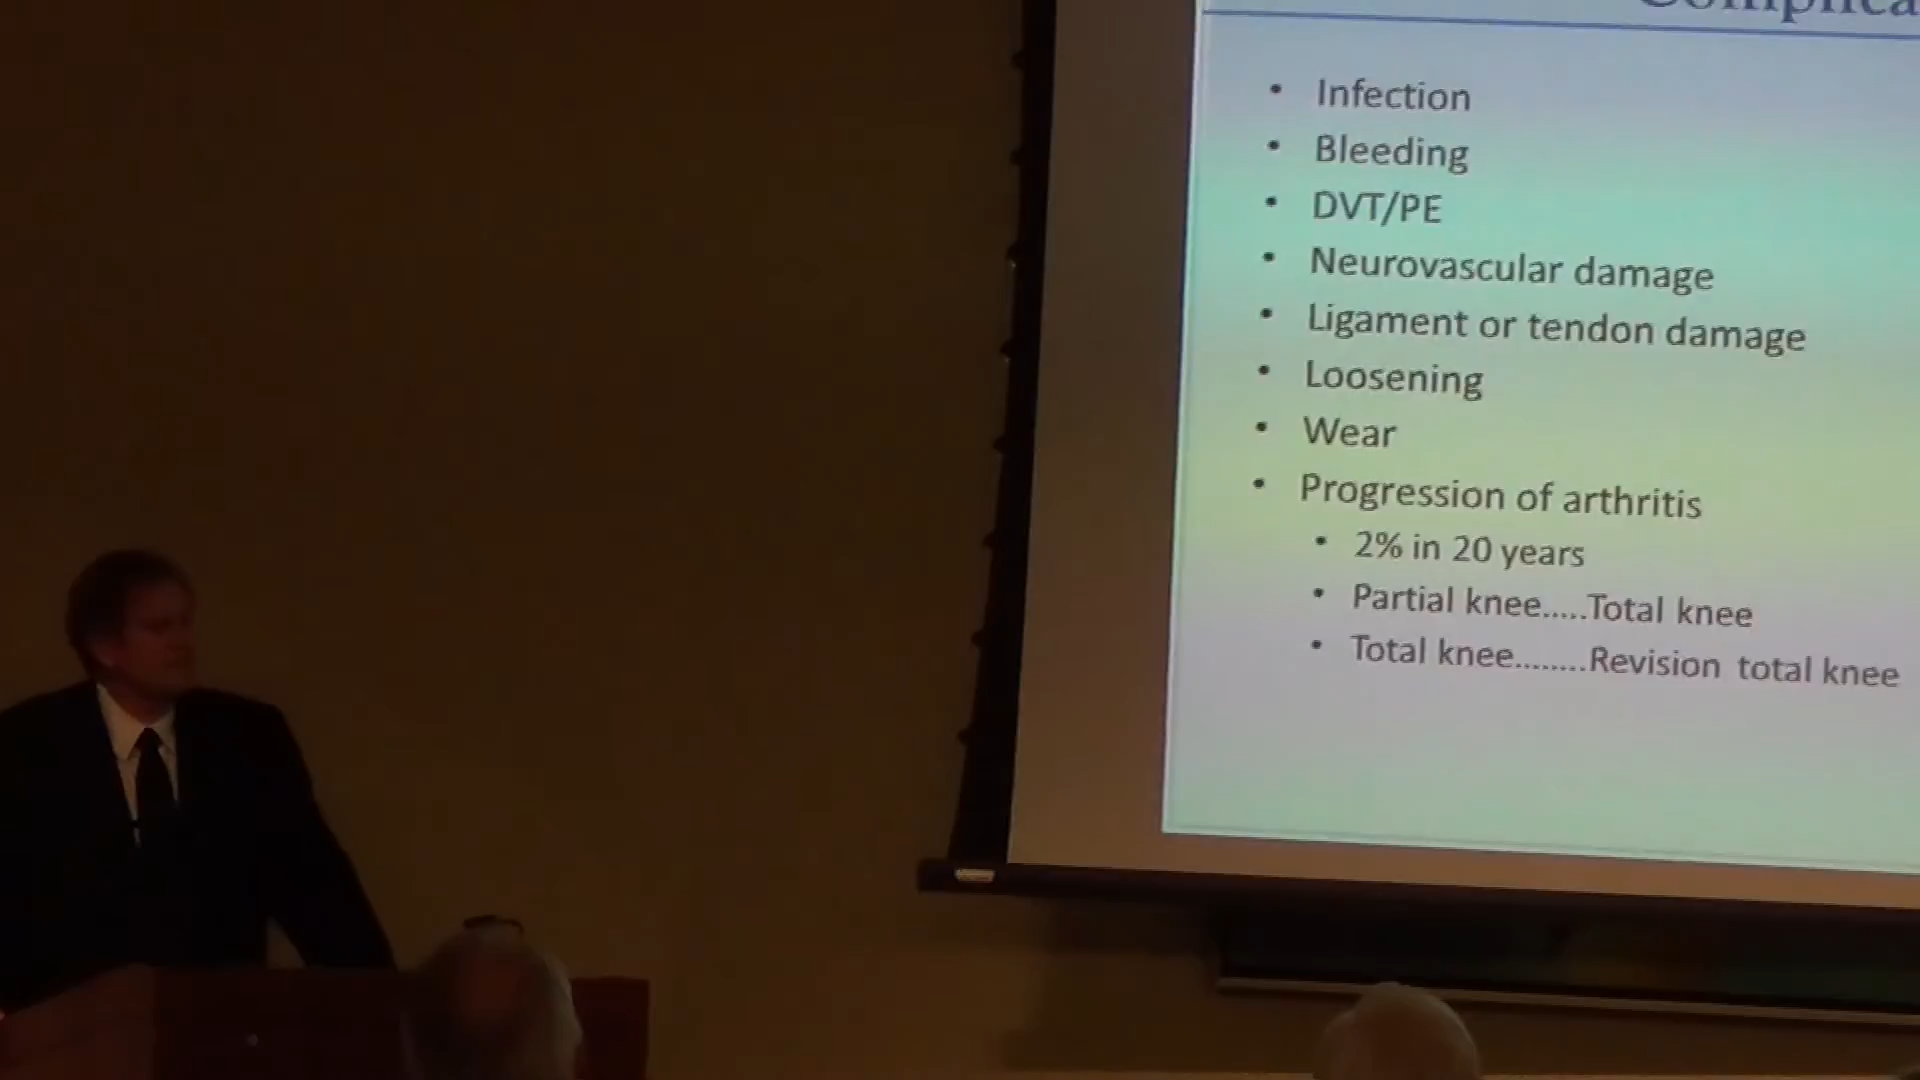 • Infection
• Bleeding
• DVT/PE
• Neurovascular damage
• Ligament or tendon damage
• Loosening
• Wear
• Progression of arthritis
• 2% in 20 years
• Partial knee.....Total knee
• Total knee........Revision total knee